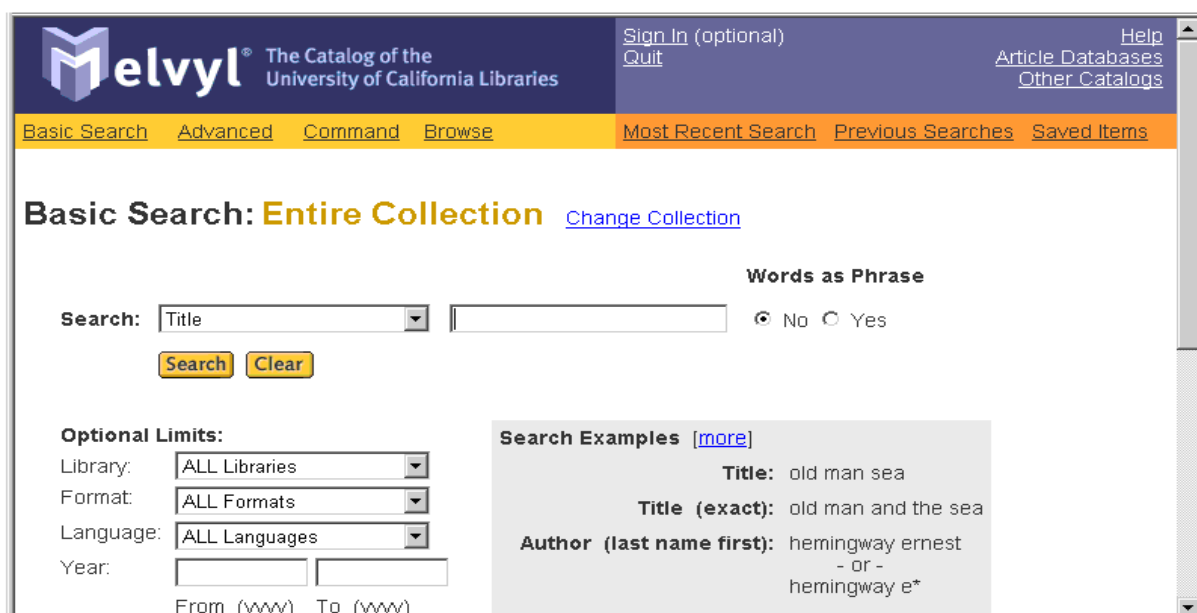 Melvyl® The Catalog of the
University of California Libraries
Sign In (optional)
Quit
Help
Article Databases
Other Catalogs
Basic Search Advanced Command Browse
Most Recent Search Previous Searches Saved Items
Basic Search: Entire Collection Change Collection
Words as Phrase
Search: Title No Yes
Search Clear
Optional Limits:
Library: ALL Libraries
Format: ALL Formats
Language: ALL Languages
Year:
From (yyyy) To (yyyy)
Search Examples [more]
Title: old man sea
Title (exact): old man and the sea
Author (last name first): hemingway ernest
- or -
hemingway e*